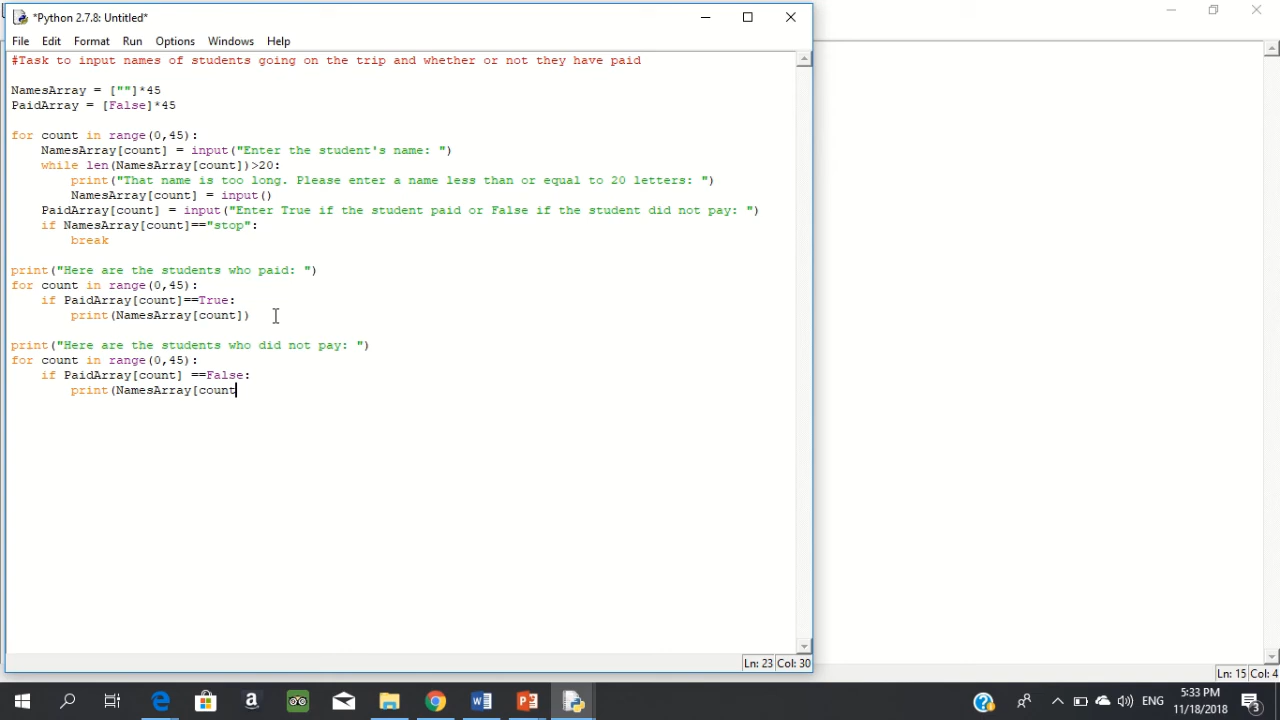 *Python 2.7.8: Untitled*
File Edit Format Run Options Windows Help
#Task to input names of students going on the trip and whether or not they have paid
NamesArray = [""]*45
PaidArray = [False]*45
for count in range(0,45):
    NamesArray[count] = input("Enter the student's name: ")
    while len(NamesArray[count])>20:
        print("That name is too long. Please enter a name less than or equal to 20 letters: ")
        NamesArray[count] = input()
    PaidArray[count] = input("Enter True if the student paid or False if the student did not pay: ")
    if NamesArray[count]=="stop":
        break
print("Here are the students who paid: ")
for count in range(0,45):
    if PaidArray[count]==True:
        print(NamesArray[count])
print("Here are the students who did not pay: ")
for count in range(0,45):
    if PaidArray[count] ==False:
        print(NamesArray[count
Ln: 23 Col: 30
Ln: 15 Col: 4
ENG
5:33 PM
11/18/2018
3